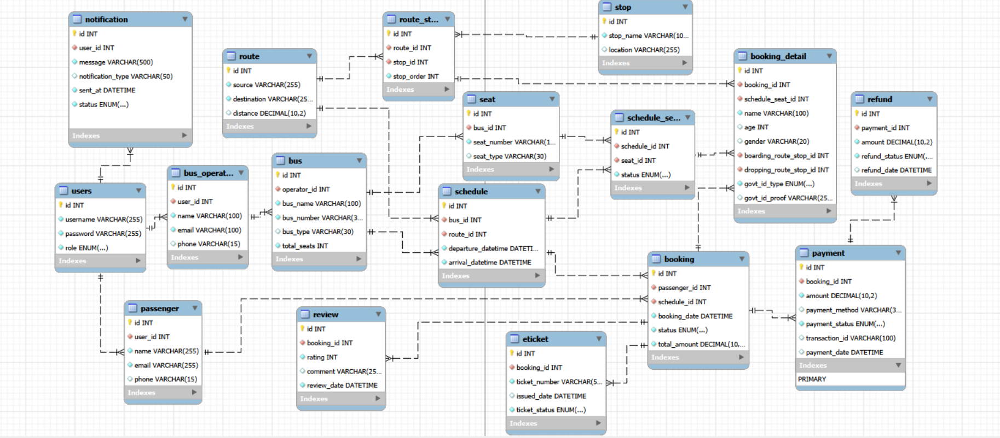 notification
id INT
user_id INT
message VARCHAR(500)
notification_type VARCHAR(50)
sent_at DATETIME
status ENUM(...)
Indexes
route
id INT
source VARCHAR(255)
destination VARCHAR(25...
distance DECIMAL(10,2)
Indexes
route_st...
id INT
route_id INT
stop_id INT
stop_order INT
Indexes
stop
id INT
stop_name VARCHAR(10...
location VARCHAR(255)
Indexes
booking_detail
id INT
booking_id INT
schedule_seat_id INT
name VARCHAR(100)
age INT
gender VARCHAR(20)
boarding_route_stop_id INT
dropping_route_stop_id INT
govt_id_type ENUM(...)
govt_id_proof VARCHAR(25...
Indexes
refund
id INT
payment_id INT
amount DECIMAL(10,2)
refund_status ENUM(....
refund_date DATETIME
Indexes
seat
id INT
bus_id INT
seat_number VARCHAR(1...
seat_type VARCHAR(30)
Indexes
schedule_se...
id INT
schedule_id INT
seat_id INT
status ENUM(...)
Indexes
users
id INT
username VARCHAR(255)
password VARCHAR(255)
role ENUM(...)
Indexes
bus_operat...
id INT
user_id INT
name VARCHAR(100)
email VARCHAR(100)
phone VARCHAR(15)
Indexes
bus
id INT
operator_id INT
bus_name VARCHAR(100)
bus_number VARCHAR(3...
bus_type VARCHAR(30)
total_seats INT
Indexes
schedule
id INT
bus_id INT
route_id INT
departure_datetime DATETI...
arrival_datetime DATETIME
Indexes
booking
id INT
passenger_id INT
schedule_id INT
booking_date DATETIME
status ENUM(...)
total_amount DECIMAL(10,...
Indexes
payment
id INT
booking_id INT
amount DECIMAL(10,2)
payment_method VARCHAR(3...
payment_status ENUM(...)
transaction_id VARCHAR(100)
payment_date DATETIME
Indexes
PRIMARY
passenger
id INT
user_id INT
name VARCHAR(255)
email VARCHAR(255)
phone VARCHAR(15)
Indexes
review
id INT
booking_id INT
rating INT
comment VARCHAR(25...
review_date DATETIME
Indexes
eticket
id INT
booking_id INT
ticket_number VARCHAR(5...
issued_date DATETIME
ticket_status ENUM(...)
Indexes